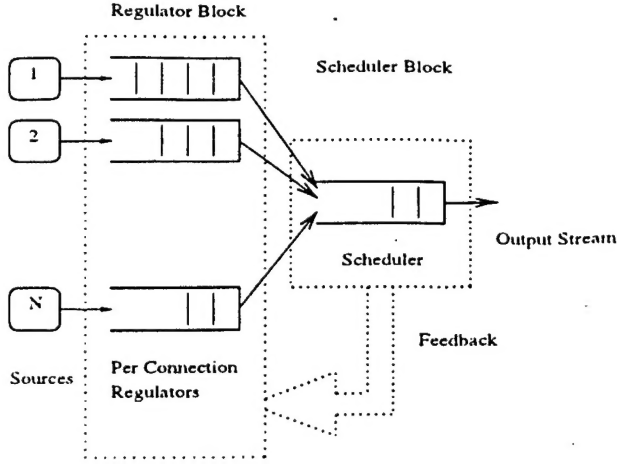 Regulator Block
Scheduler Block
1
2
N
Scheduler
Output Stream
Feedback
Sources
Per Connection
Regulators